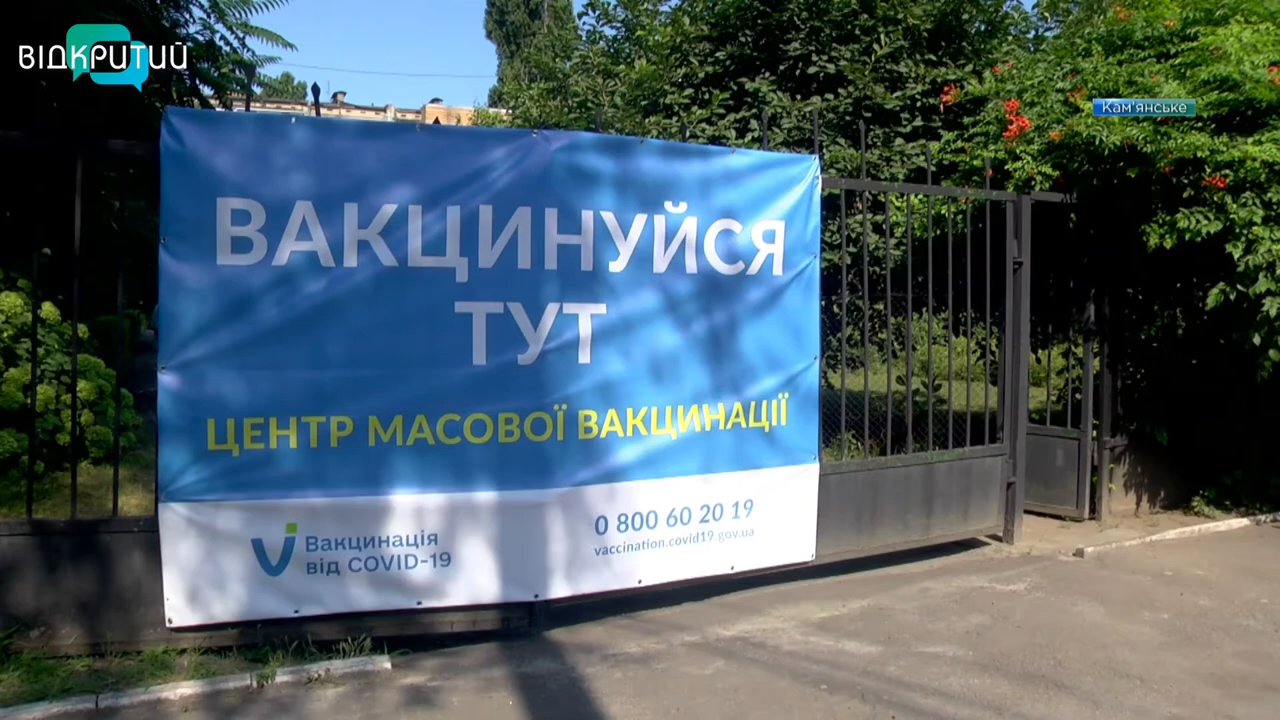 ВІДКРИТИЙ
Кам'янське
ВАКЦИНУЙСЯ
ТУТ
ЦЕНТР МАСОВОЇ ВАКЦИНАЦІЇ
Вакцинація
від COVID-19
0 800 60 20 19
vaccination.covid19.gov.ua